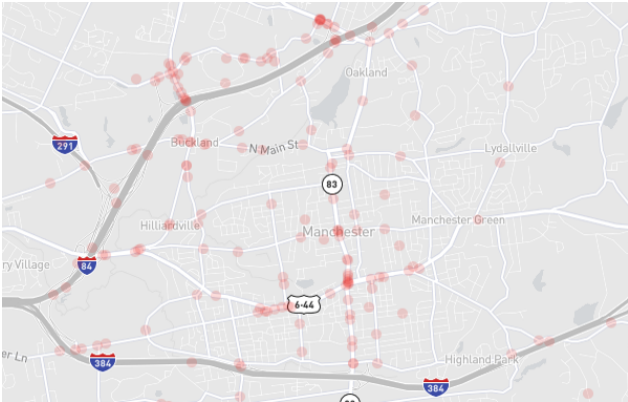 Oakland
291
Buckland
N Main St
Lydallville
83
Manchester Green
Hilliardville
Manchester
ry Village
84
6-44
er Ln
384
Highland Park
384